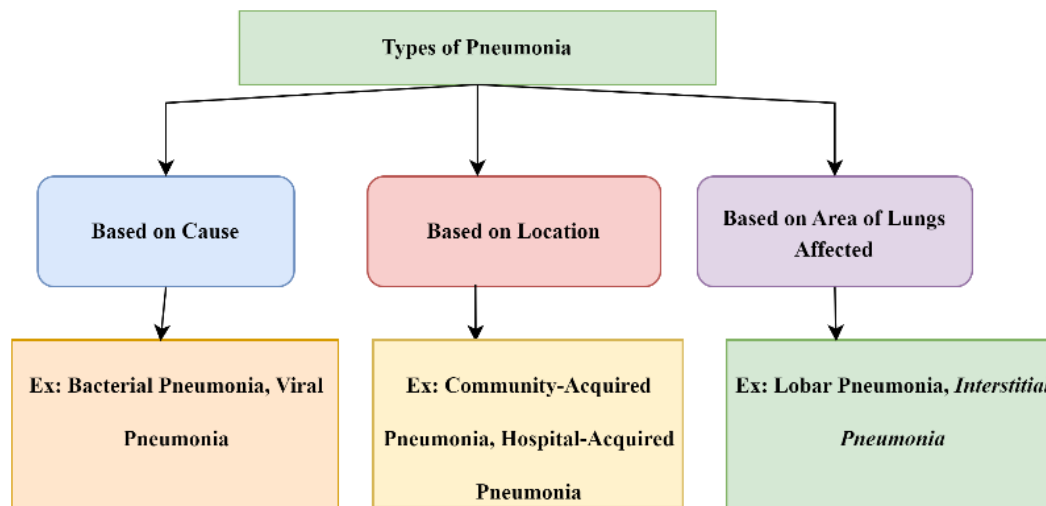 Types of Pneumonia
Based on Cause
Based on Location
Based on Area of Lungs
Affected
Ex: Bacterial Pneumonia, Viral
Pneumonia
Ex: Community-Acquired
Pneumonia, Hospital-Acquired
Pneumonia
Ex: Lobar Pneumonia, Interstitial
Pneumonia